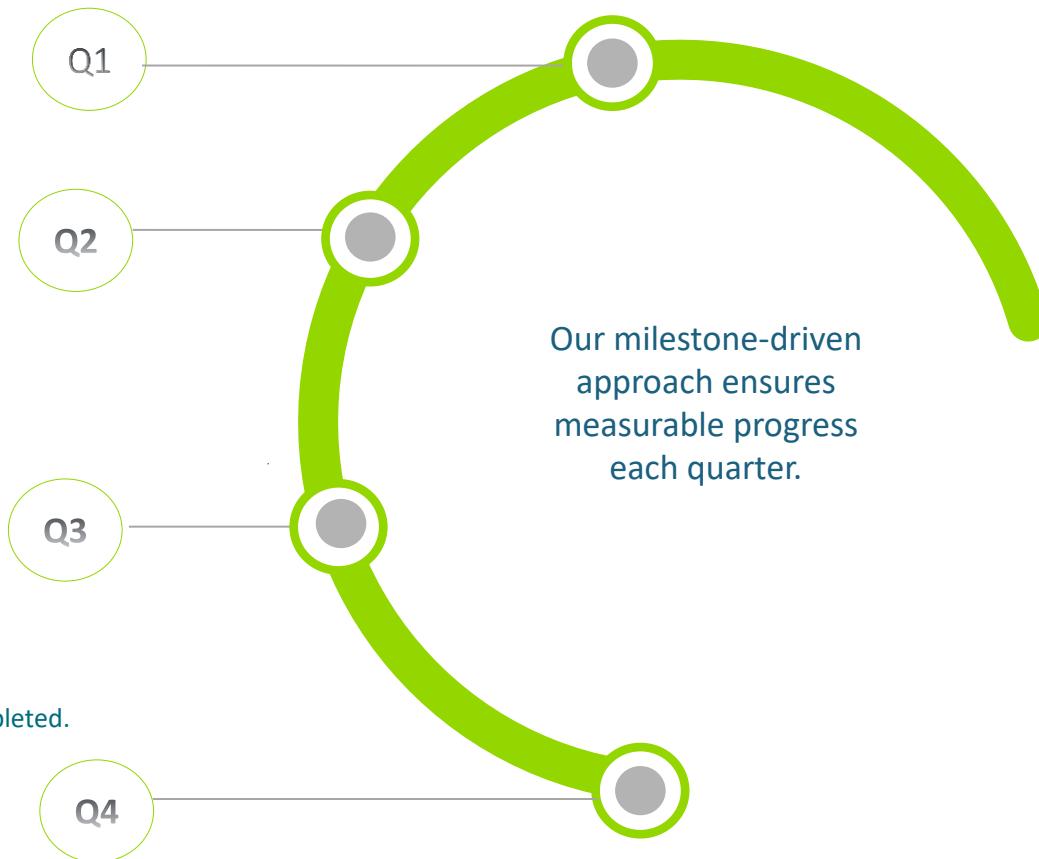 Q1
Q2
Our milestone-driven
approach ensures
measurable progress
each quarter.
Q3
Q4